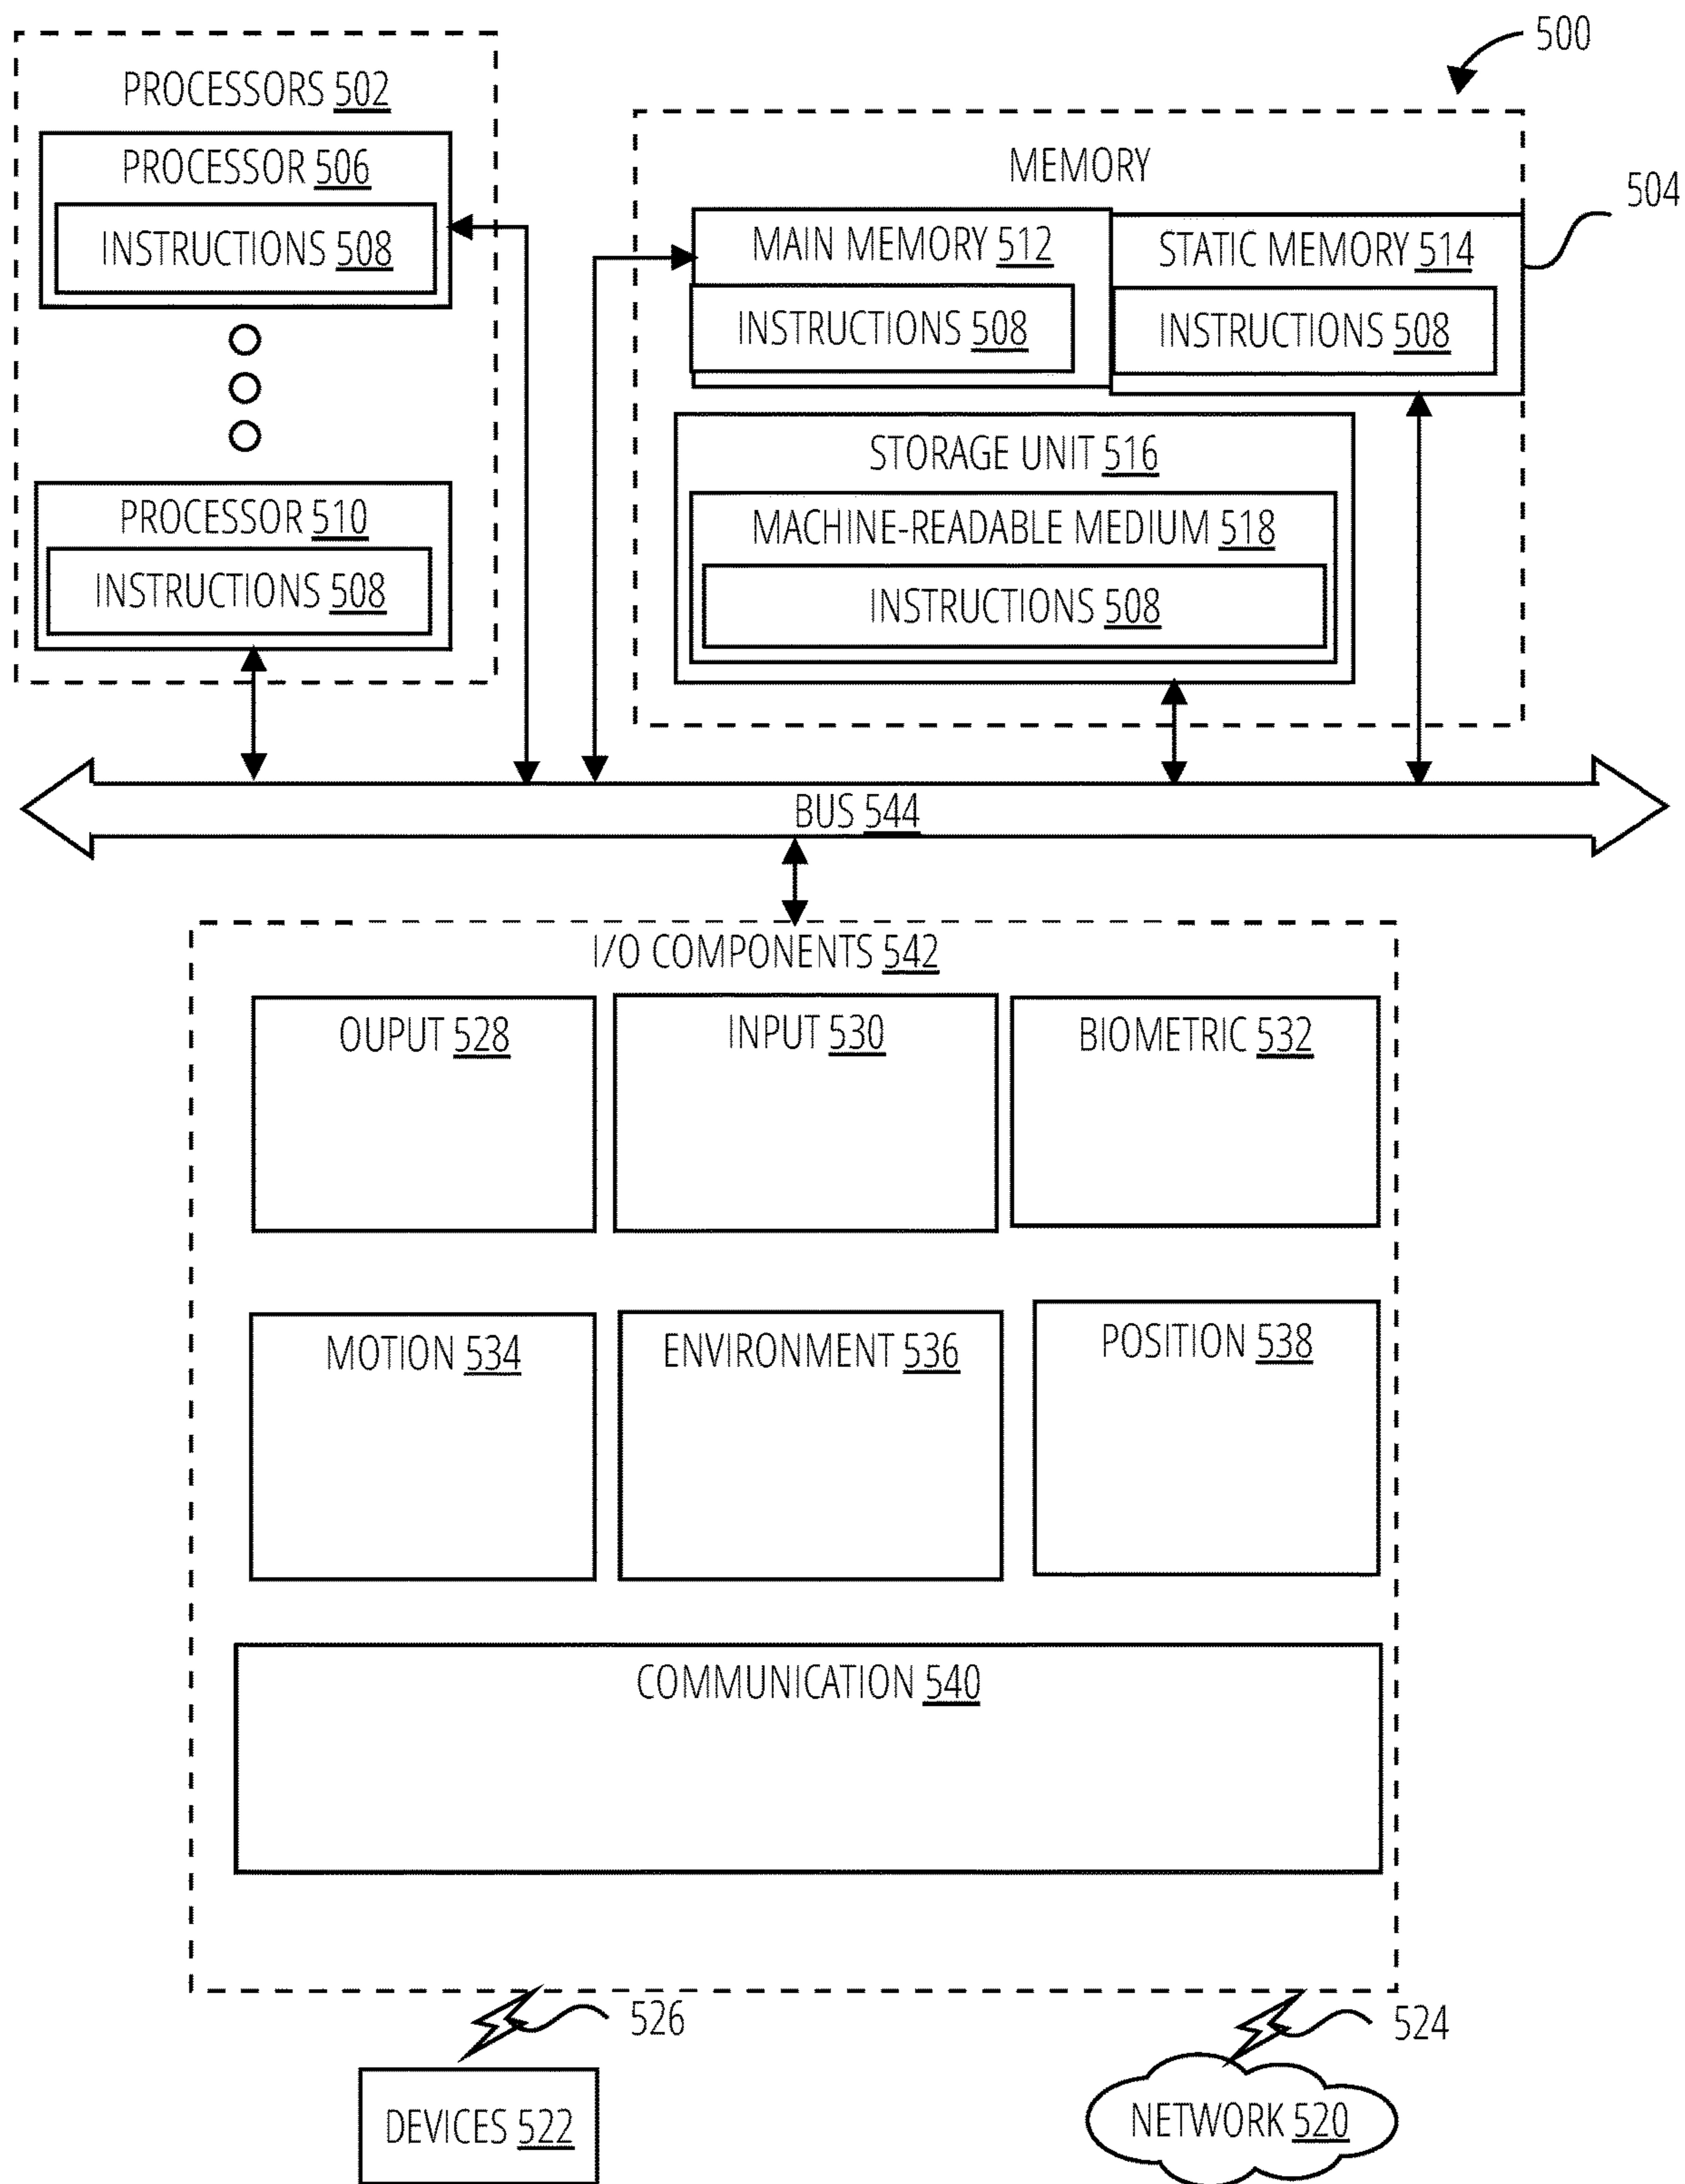 500
PROCESSORS 502
PROCESSOR 506
INSTRUCTIONS 508
PROCESSOR 510
INSTRUCTIONS 508
MEMORY
504
MAIN MEMORY 512
INSTRUCTIONS 508
STATIC MEMORY 514
INSTRUCTIONS 508
STORAGE UNIT 516
MACHINE-READABLE MEDIUM 518
INSTRUCTIONS 508
BUS 544
I/O COMPONENTS 542
OUPUT 528
INPUT 530
BIOMETRIC 532
MOTION 534
ENVIRONMENT 536
POSITION 538
COMMUNICATION 540
526
524
DEVICES 522
NETWORK 520